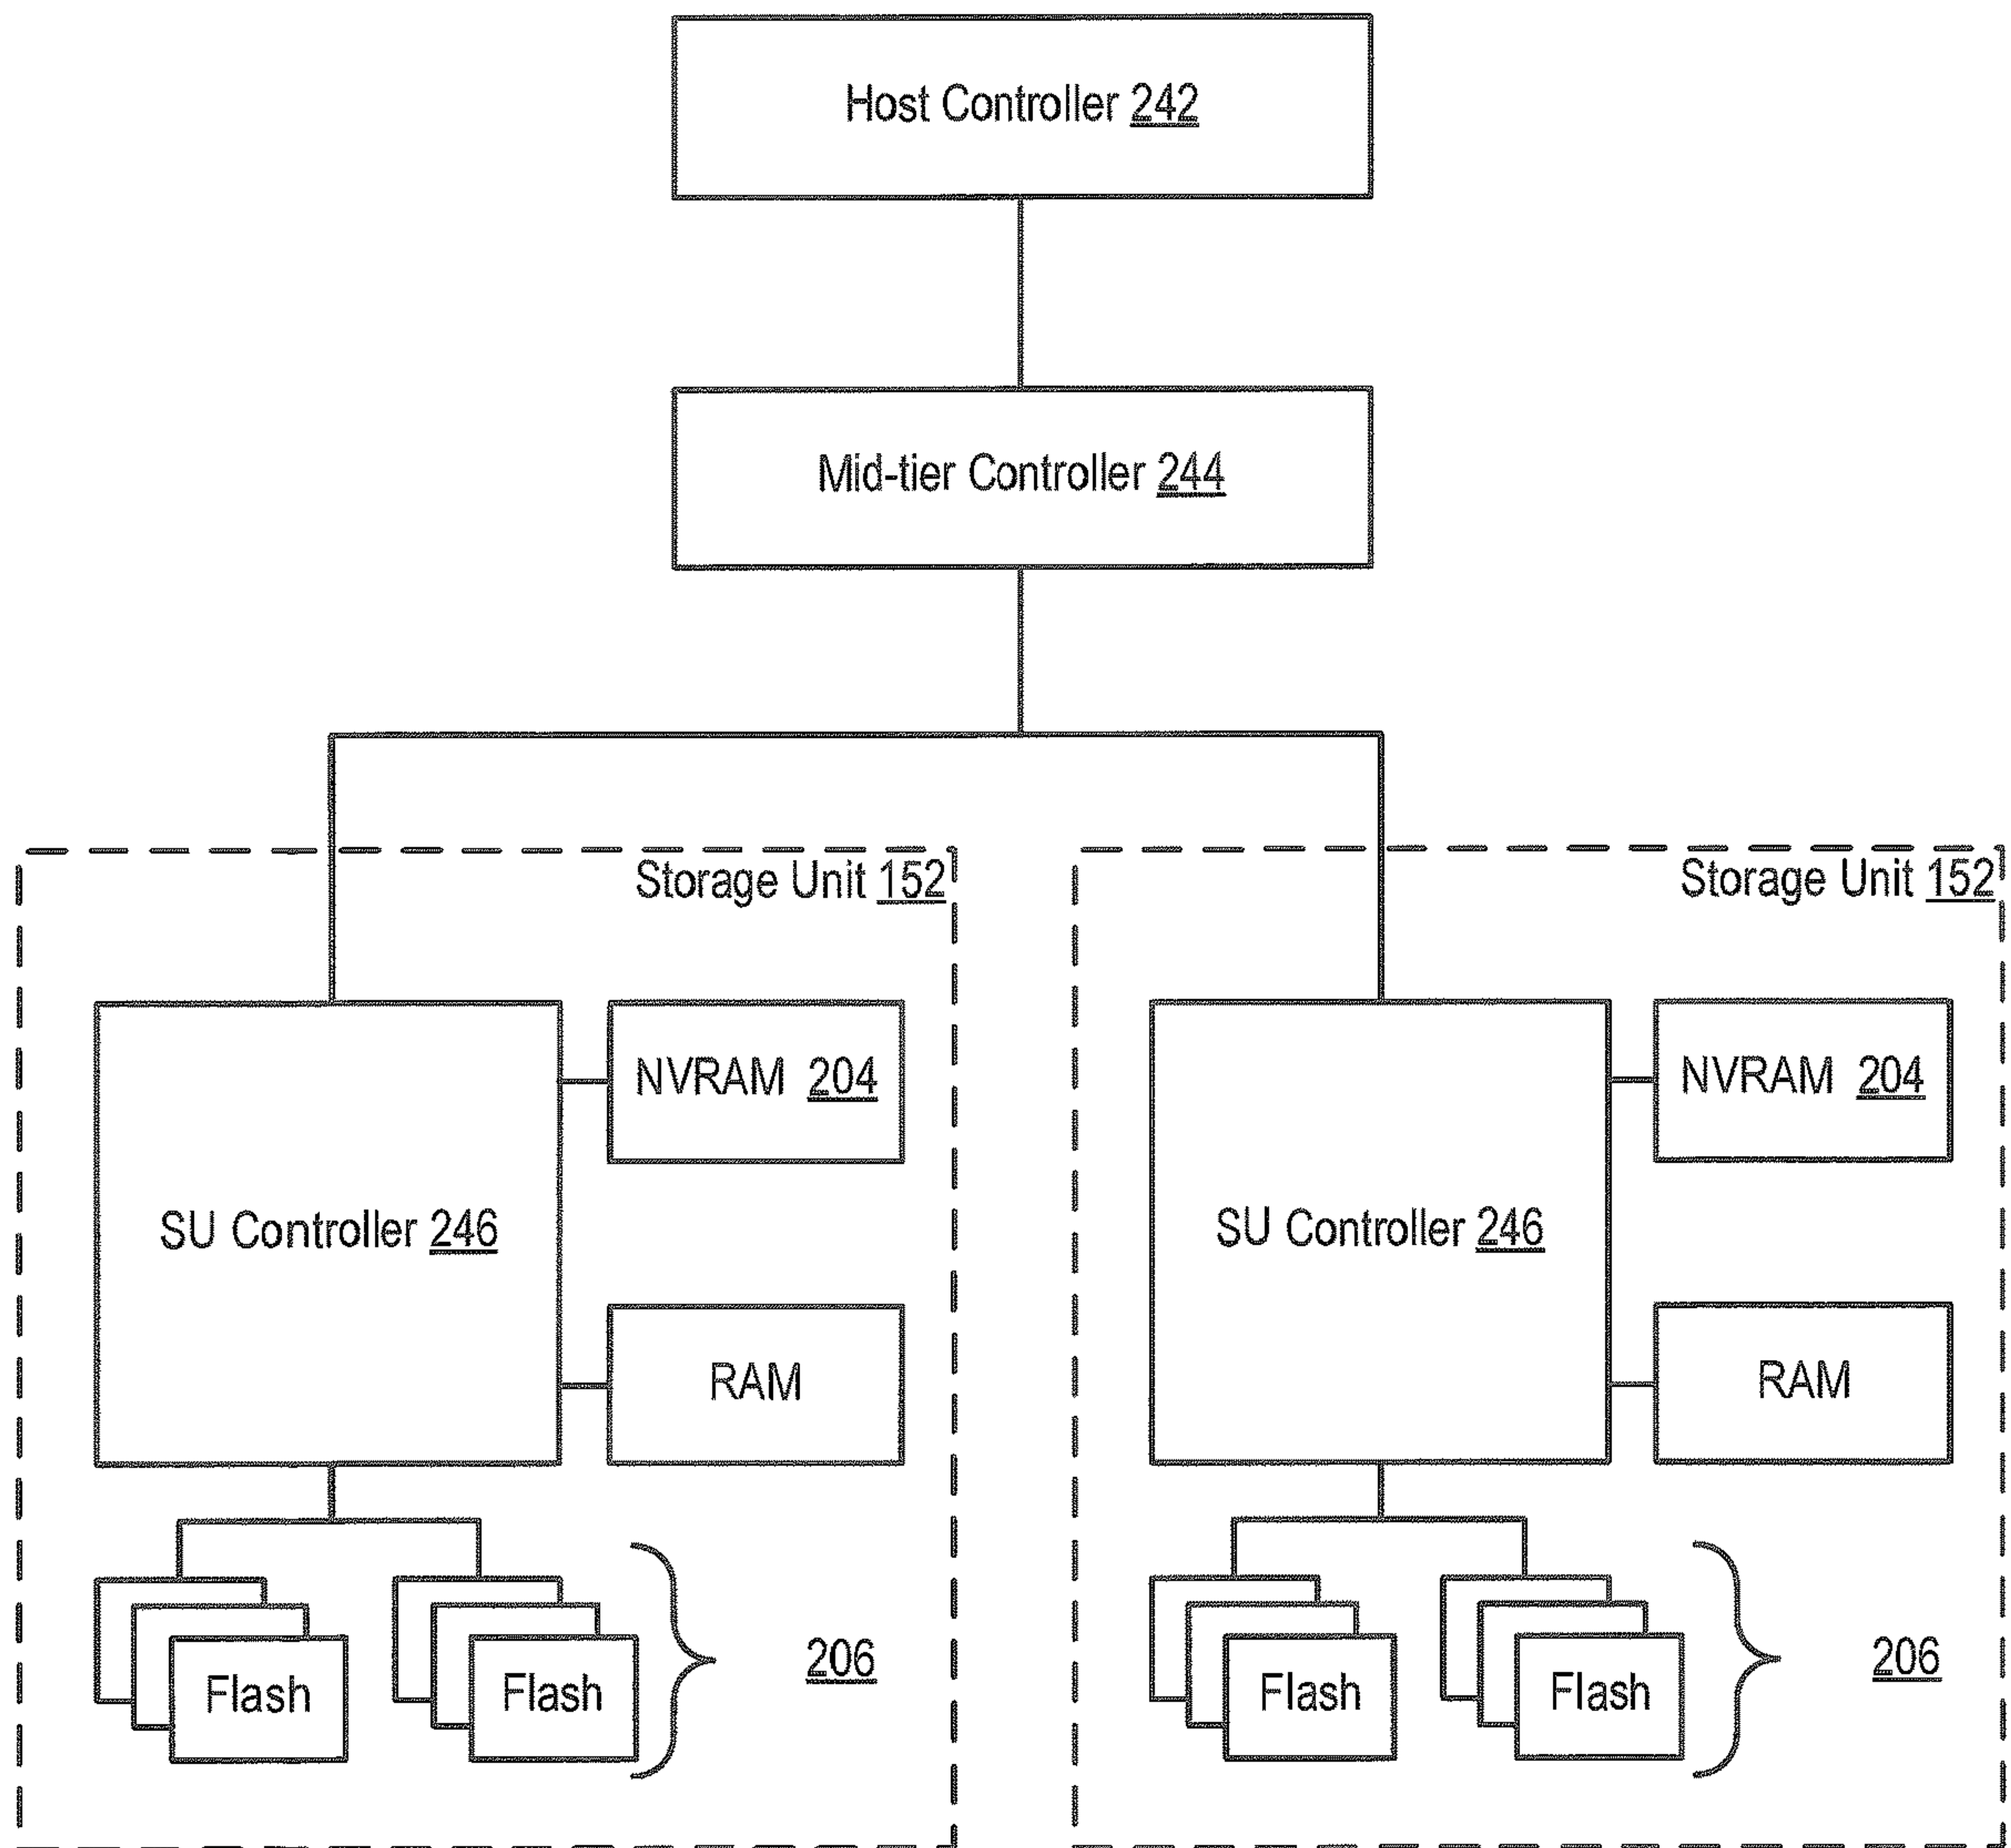 Host Controller 242
Mid-tier Controller 244
Storage Unit 152
SU Controller 246
NVRAM 204
RAM
Flash
Flash
206
Storage Unit 152
SU Controller 246
NVRAM 204
RAM
Flash
Flash
206